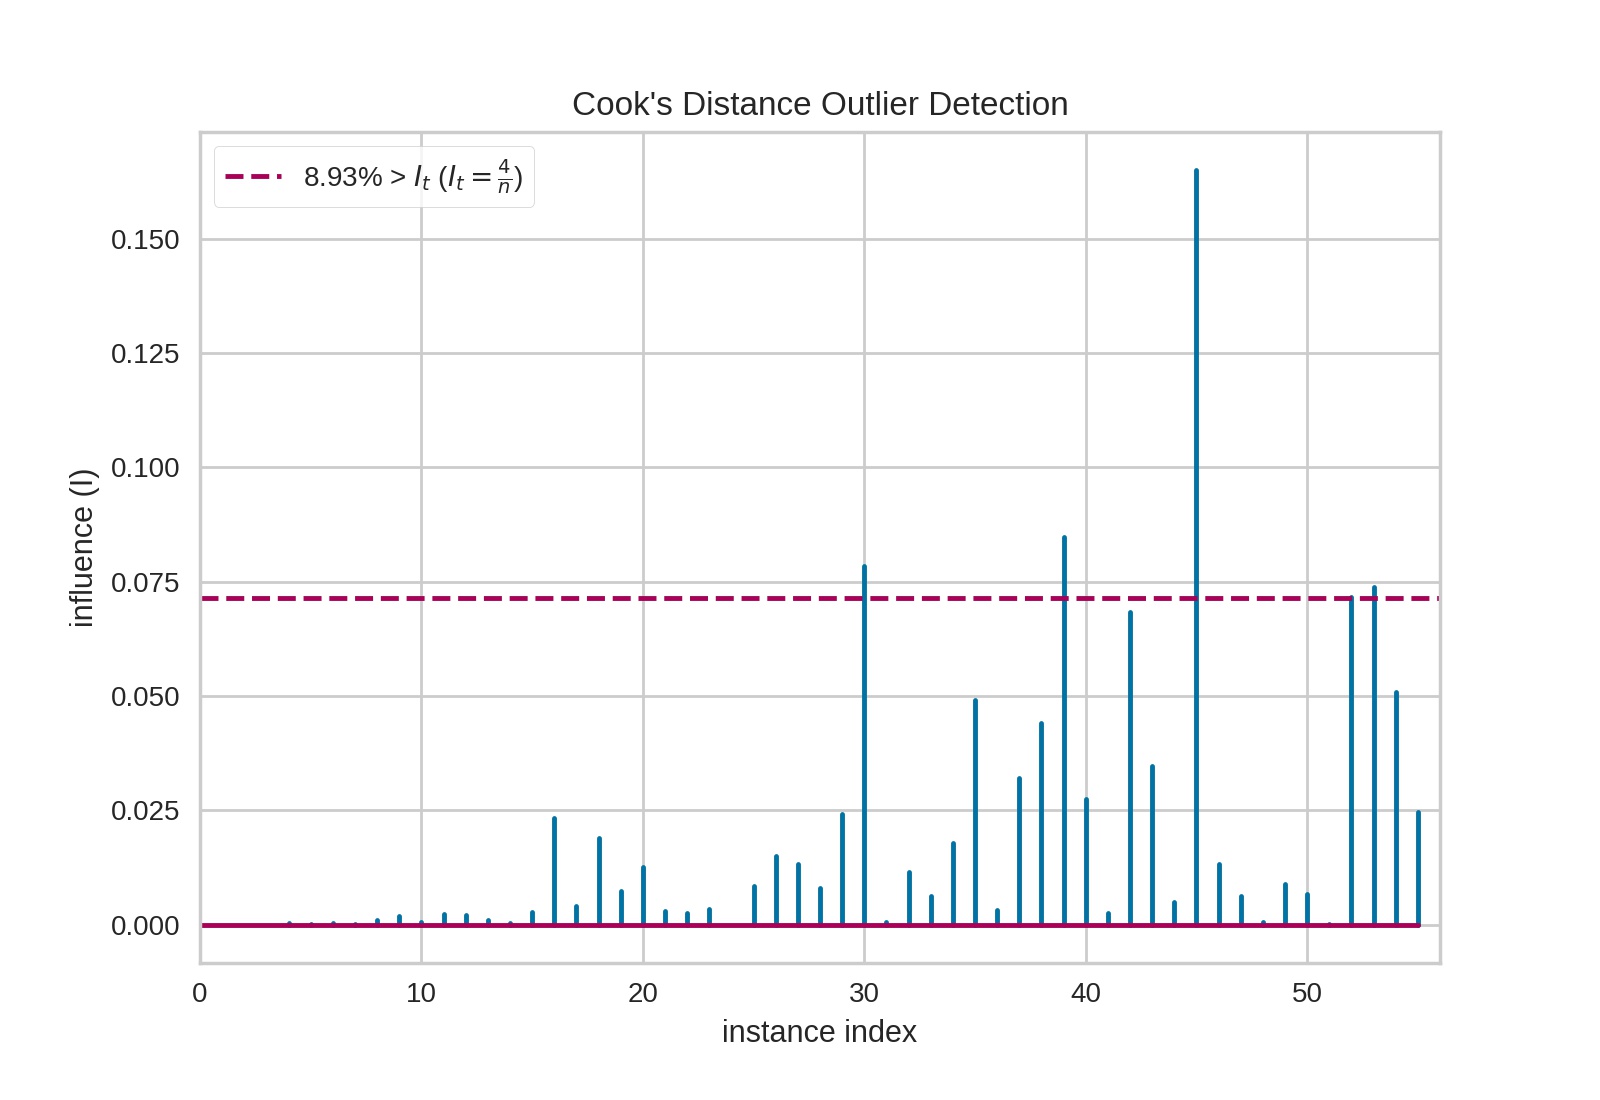 Cook's Distance Outlier Detection
8.93% > I_t (I_t = 4/n)
influence (I)
0.150
0.125
0.100
0.075
0.050
0.025
0.000
0 10 20 30 40 50
instance index